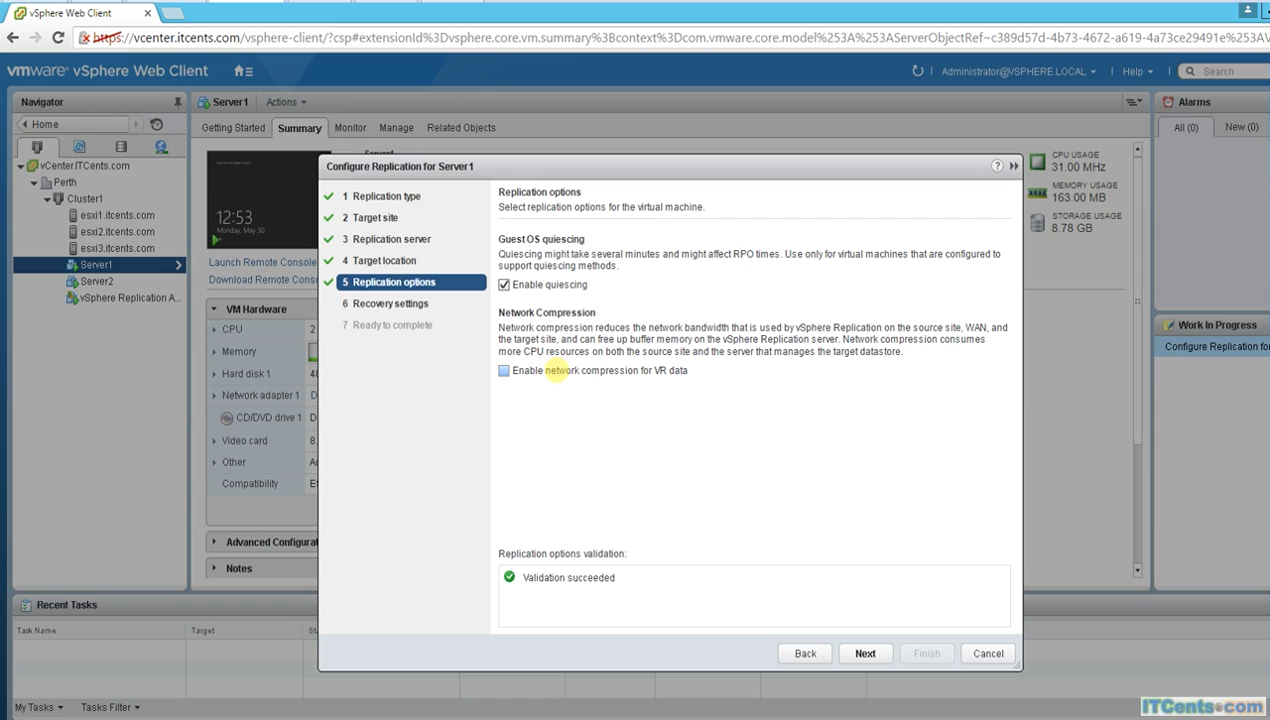 vSphere Web Client
https://vcenter.itcents.com/vsphere-client/?csp#extensionId%3Dvsphere.core.vm.summary%3Bcontext%3Dcom.vmware.core.model%253A%253AServerObjectRef~c389d57d-4b73-4672-a619-4a73ce29491e%253AV
vmware® vSphere Web Client
Administrator@VSPHERE.LOCAL
Help
Search
Navigator
Home
vCenter.ITCents.com
Perth
Cluster1
esxi1.itcents.com
esxi2.itcents.com
esxi3.itcents.com
Server1
Server2
vSphere Replication A...
Server1
Actions
Getting Started
Summary
Monitor
Manage
Related Objects
12:53
Monday, May 30
Launch Remote Console
Download Remote Console
VM Hardware
CPU
2
Memory
Hard disk 1
40
Network adapter 1
D
CD/DVD drive 1
D
Video card
8.
Other
Compatibility
Advanced Configurat
Notes
Configure Replication for Server1
1 Replication type
2 Target site
3 Replication server
4 Target location
5 Replication options
6 Recovery settings
7 Ready to complete
Replication options
Select replication options for the virtual machine.
Guest OS quiescing
Quiescing might take several minutes and might affect RPO times. Use only for virtual machines that are configured to
support quiescing methods.
Enable quiescing
Network Compression
Network compression reduces the network bandwidth that is used by vSphere Replication on the source site, WAN, and
the target site, and can free up buffer memory on the vSphere Replication server. Network compression consumes
more CPU resources on both the source site and the server that manages the target datastore.
Enable network compression for VR data
Replication options validation:
Validation succeeded
Back
Next
Finish
Cancel
CPU USAGE
31.00 MHz
MEMORY USAGE
163.00 MB
STORAGE USAGE
8.78 GB
Alarms
All (0)
New (0)
Work In Progress
Configure Replication fo
Recent Tasks
Task Name
Target
My Tasks
Tasks Filter
ITCents.com